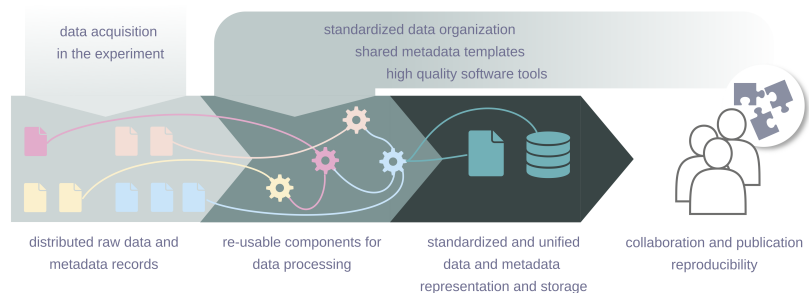 data acquisition
in the experiment
standardized data organization
shared metadata templates
high quality software tools
distributed raw data and
metadata records
re-usable components for
data processing
standardized and unified
data and metadata
representation and storage
collaboration and publication
reproducibility